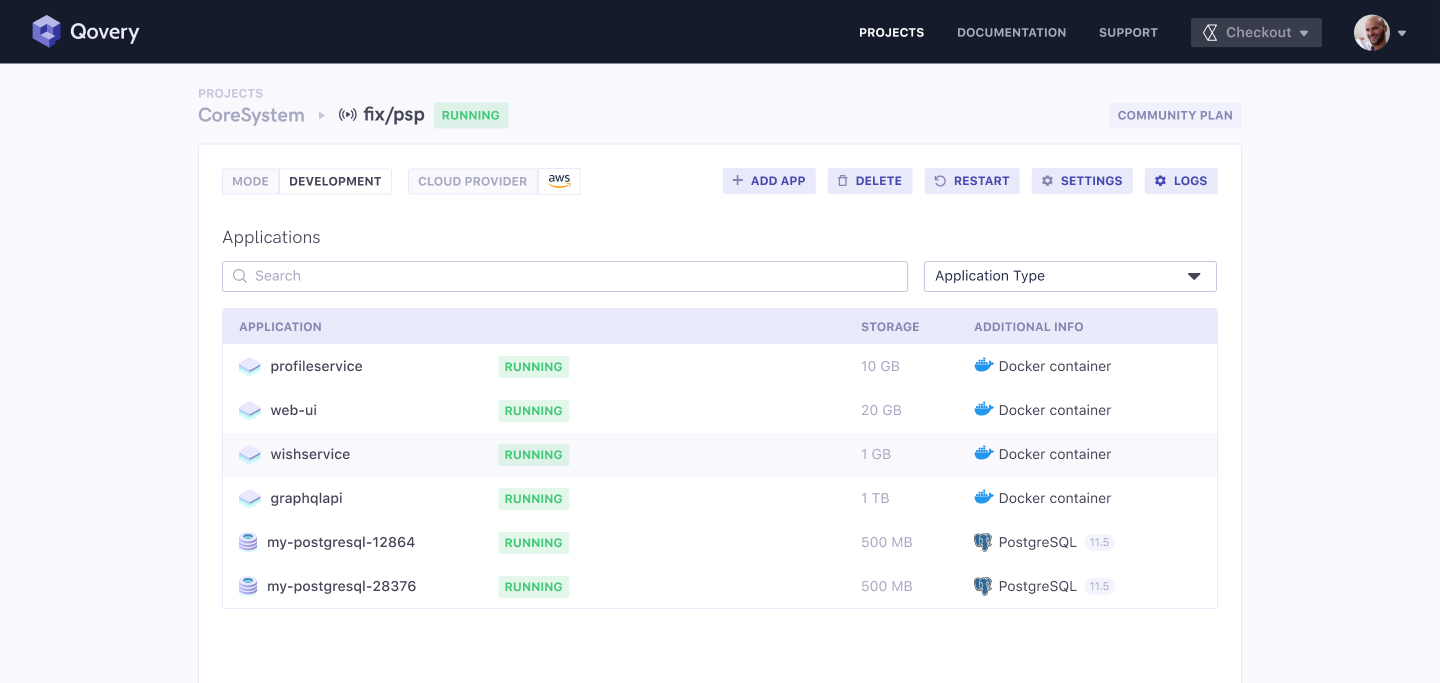 Qovery PROJECTS DOCUMENTATION SUPPORT Checkout
PROJECTS
CoreSystem fix/psp RUNNING COMMUNITY PLAN
MODE DEVELOPMENT CLOUD PROVIDER aws ADD APP DELETE RESTART SETTINGS LOGS
Applications
Search Application Type
APPLICATION STORAGE ADDITIONAL INFO
profileservice RUNNING 10 GB Docker container
web-ui RUNNING 20 GB Docker container
wishservice RUNNING 1 GB Docker container
graphqlapi RUNNING 1 TB Docker container
my-postgresql-12864 RUNNING 500 MB PostgreSQL 11.5
my-postgresql-28376 RUNNING 500 MB PostgreSQL 11.5